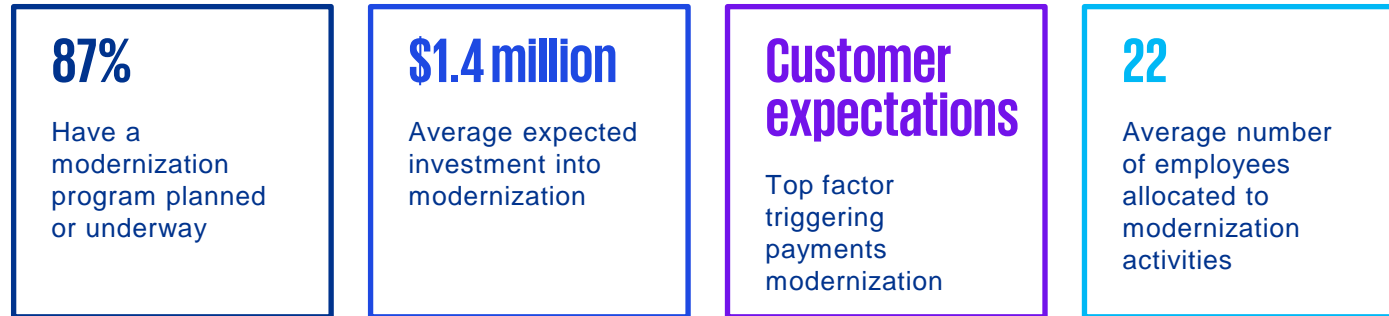 87%
Have a
modernization
program planned
or underway
$1.4 million
Average expected
investment into
modernization
Customer
expectations
Top factor
triggering
payments
modernization
22
Average number
of employees
allocated to
modernization
activities